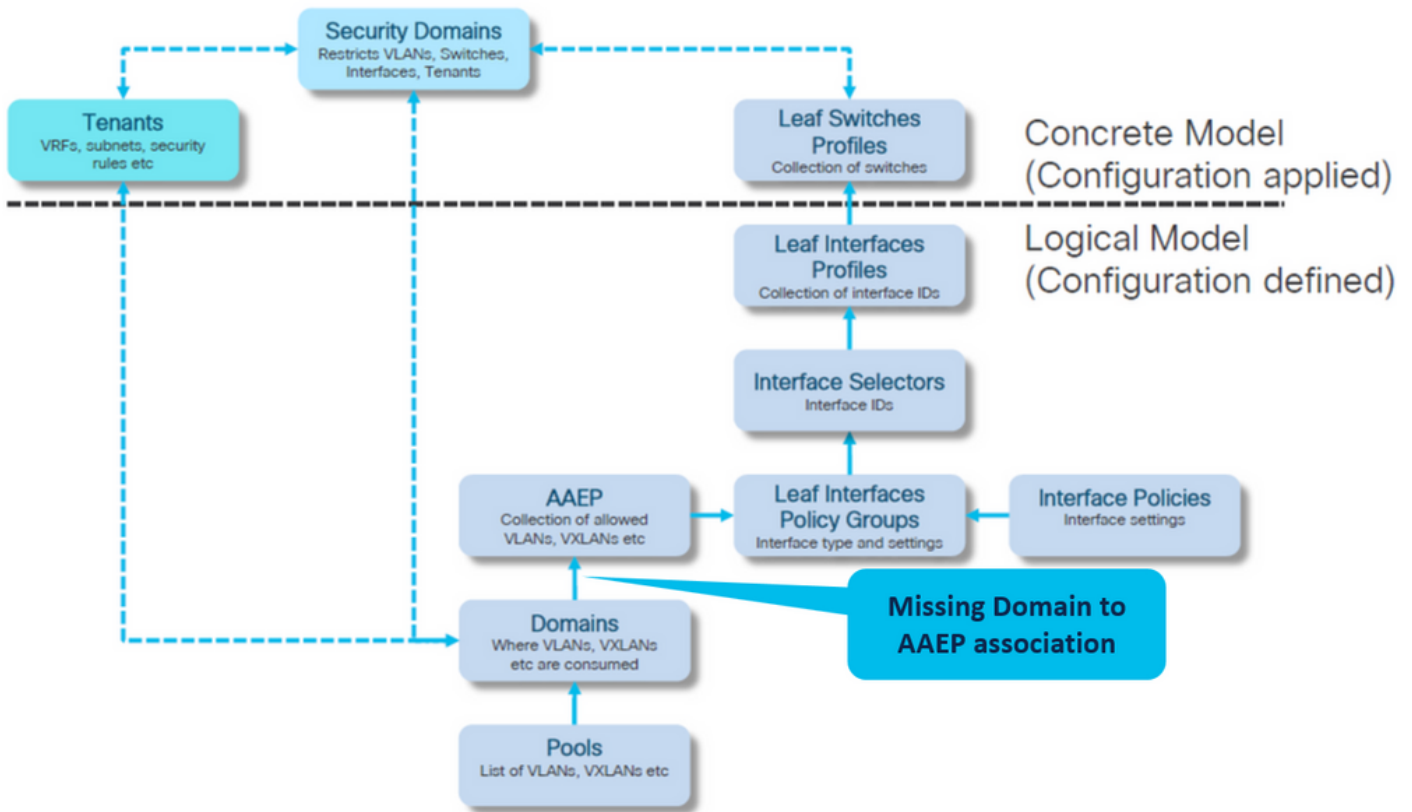 Security Domains
Restricts VLANs, Switches,
Interfaces, Tenants
Tenants
VRFs, subnets, security
rules etc
Leaf Switches
Profiles
Collection of switches
Concrete Model
(Configuration applied)
Logical Model
(Configuration defined)
Leaf Interfaces
Profiles
Collection of interface IDs
Interface Selectors
Interface IDs
AAEP
Collection of allowed
VLANs, VXLANs etc
Leaf Interfaces
Policy Groups
Interface type and settings
Interface Policies
Interface settings
Missing Domain to
AAEP association
Domains
Where VLANs, VXLANs
etc are consumed
Pools
List of VLANs, VXLANs etc